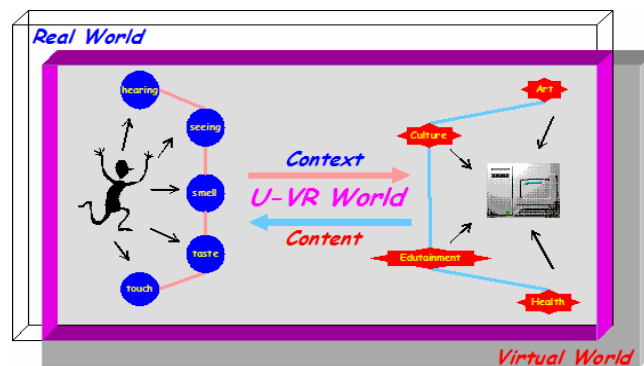 Real World
hearing
seeing
smell
taste
touch
Context
U-VR World
Content
Art
Culture
Edutainment
Health
Virtual World